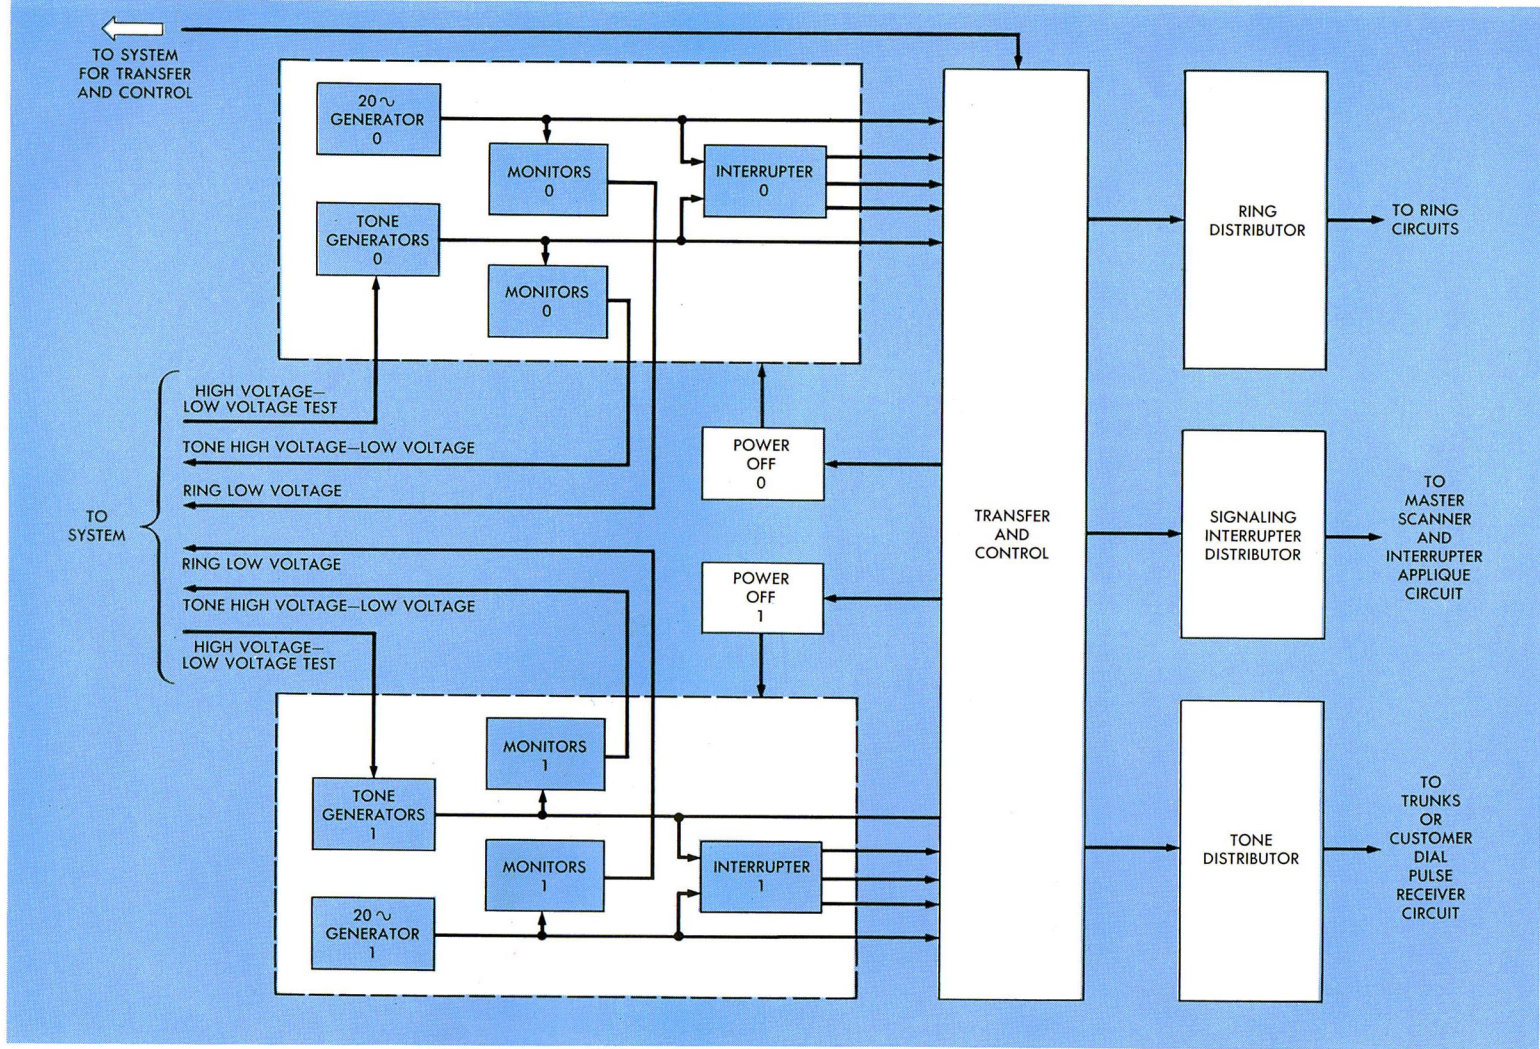 TO SYSTEM
FOR TRANSFER
AND CONTROL
20∿
GENERATOR
0
MONITORS
0
INTERRUPTER
0
TONE
GENERATORS
0
MONITORS
0
TRANSFER
AND
CONTROL
RING
DISTRIBUTOR
TO RING
CIRCUITS
TO
SYSTEM
HIGH VOLTAGE—
LOW VOLTAGE TEST
TONE HIGH VOLTAGE—LOW VOLTAGE
RING LOW VOLTAGE
RING LOW VOLTAGE
TONE HIGH VOLTAGE—LOW VOLTAGE
HIGH VOLTAGE—
LOW VOLTAGE TEST
POWER
OFF
0
POWER
OFF
1
SIGNALING
INTERRUPTER
DISTRIBUTOR
TO
MASTER
SCANNER
AND
INTERRUPTER
APPLIQUE
CIRCUIT
MONITORS
1
TONE
GENERATORS
1
MONITORS
1
INTERRUPTER
1
20∿
GENERATOR
1
TONE
DISTRIBUTOR
TO
TRUNKS
OR
CUSTOMER
DIAL
PULSE
RECEIVER
CIRCUIT